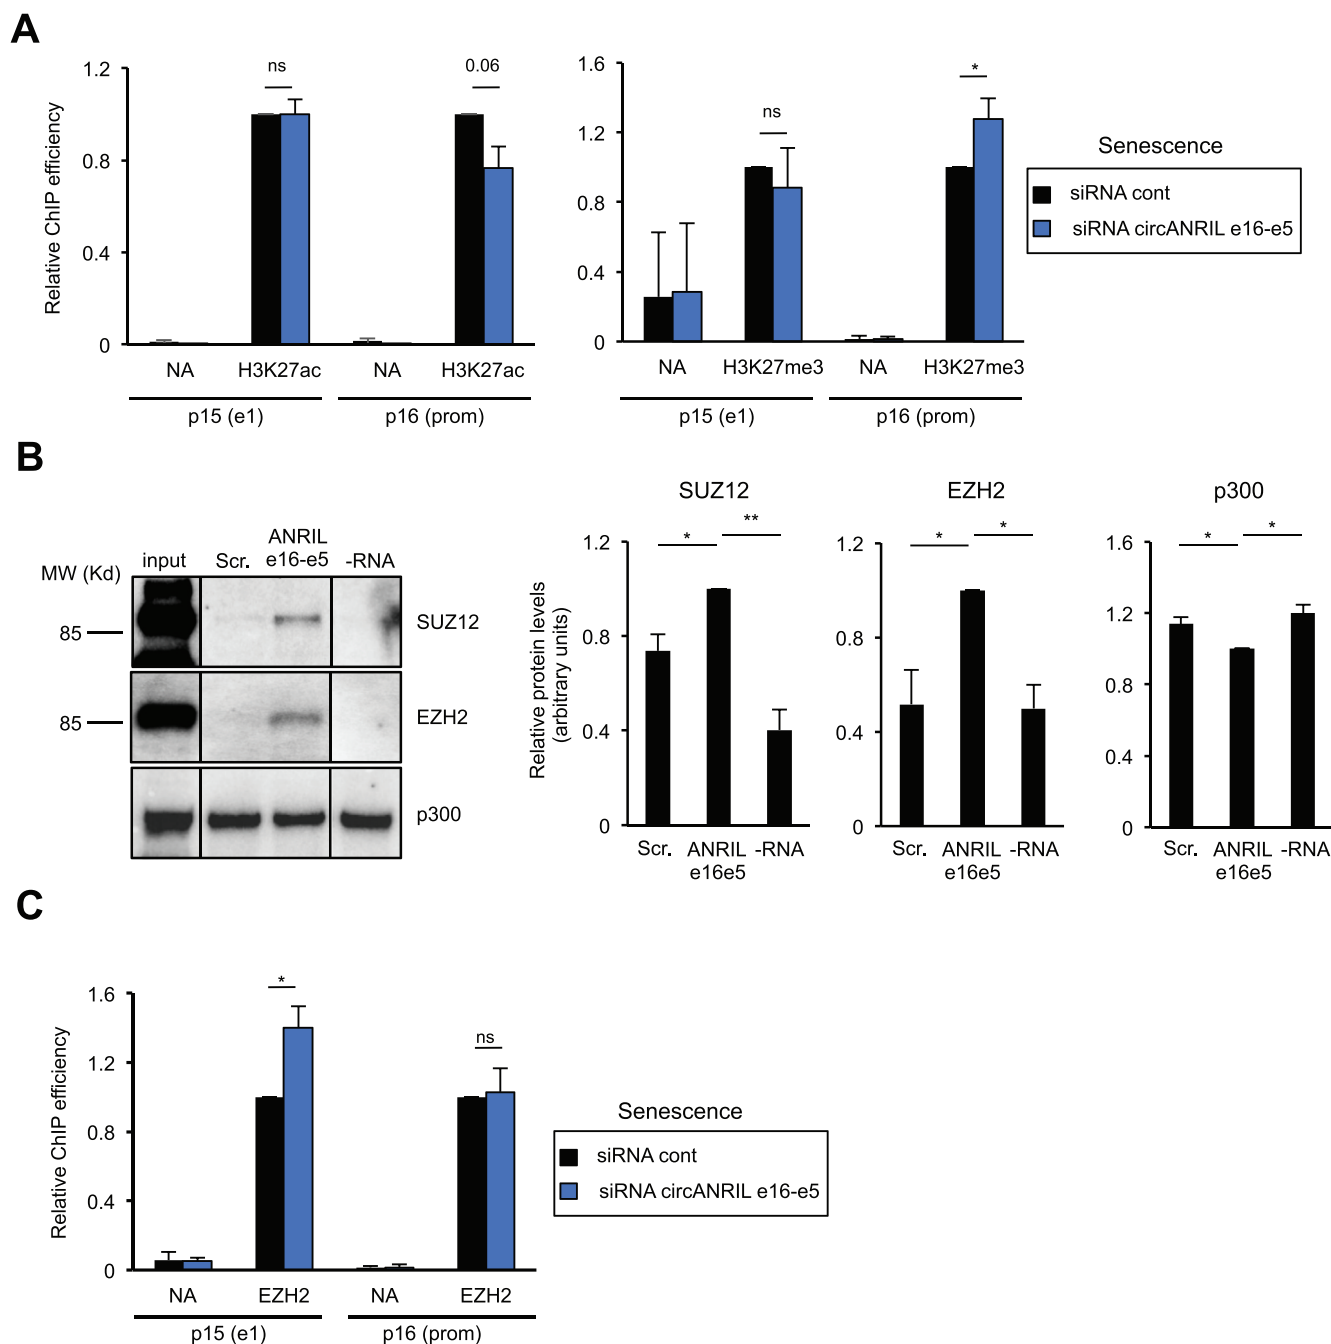 A
Relative ChIP efficiency
1.2
0.8
0.4
0
ns
0.06
NA
H3K27ac
NA
H3K27ac
p15 (e1)
p16 (prom)
1.6
1.2
0.8
0.4
0
ns
*
NA
H3K27me3
NA
H3K27me3
p15 (e1)
p16 (prom)
Senescence
siRNA cont
siRNA circANRIL e16-e5
B
MW (Kd)
input
Scr.
ANRIL
e16-e5
-RNA
85
SUZ12
85
EZH2
p300
Relative protein levels
(arbitrary units)
SUZ12
*
**
1.2
0.8
0.4
0
Scr.
ANRIL
e16e5
-RNA
EZH2
*
*
1.2
0.8
0.4
0
Scr.
ANRIL
e16e5
-RNA
p300
*
*
1.6
1.2
0.8
0.4
0
Scr.
ANRIL
e16e5
-RNA
C
Relative ChIP efficiency
1.6
1.2
0.8
0.4
0
*
ns
NA
EZH2
NA
EZH2
p15 (e1)
p16 (prom)
Senescence
siRNA cont
siRNA circANRIL e16-e5